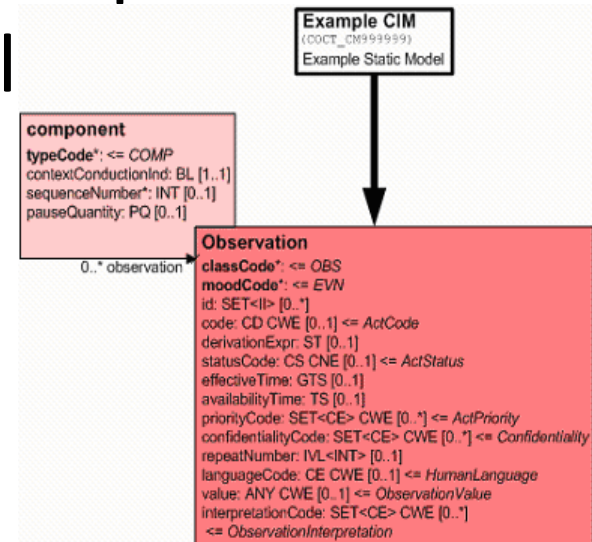 Example CIM
(COCT_CM999999)
Example Static Model
component
typeCode*: <= COMP
contextConductionInd: BL [1..1]
sequenceNumber*: INT [0..1]
pauseQuantity: PQ [0..1]
0..* observation
Observation
classCode*: <= OBS
moodCode*: <= EVN
id: SET<II> [0..*]
code: CD CWE [0..1] <= ActCode
derivationExpr: ST [0..1]
statusCode: CS CNE [0..1] <= ActStatus
effectiveTime: GTS [0..1]
availabilityTime: TS [0..1]
priorityCode: SET<CE> CWE [0..*] <= ActPriority
confidentialityCode: SET<CE> CWE [0..*] <= Confidentiality
repeatNumber: IVL<INT> [0..1]
languageCode: CE CWE [0..1] <= HumanLanguage
value: ANY CWE [0..1] <= ObservationValue
interpretationCode: SET<CE> CWE [0..*]
<= ObservationInterpretation